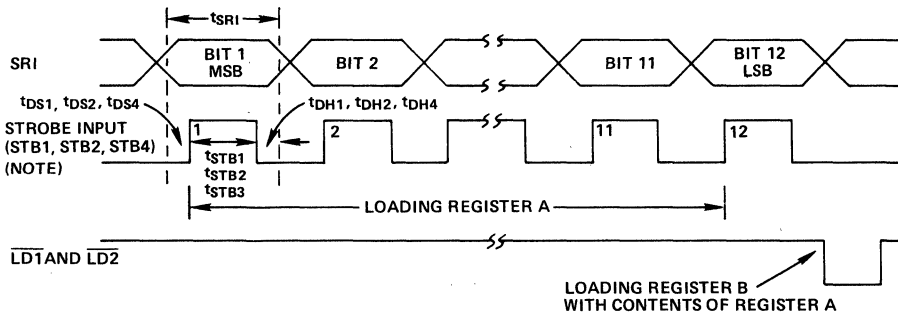 tSRI
SRI
BIT 1
MSB
BIT 2
BIT 11
BIT 12
LSB
tDS1, tDS2, tDS4
tDH1, tDH2, tDH4
STROBE INPUT
(STB1, STB2, STB4)
(NOTE)
1
2
11
12
tSTB1
tSTB2
tSTB3
LOADING REGISTER A
LD1 AND LD2
LOADING REGISTER B
WITH CONTENTS OF REGISTER A